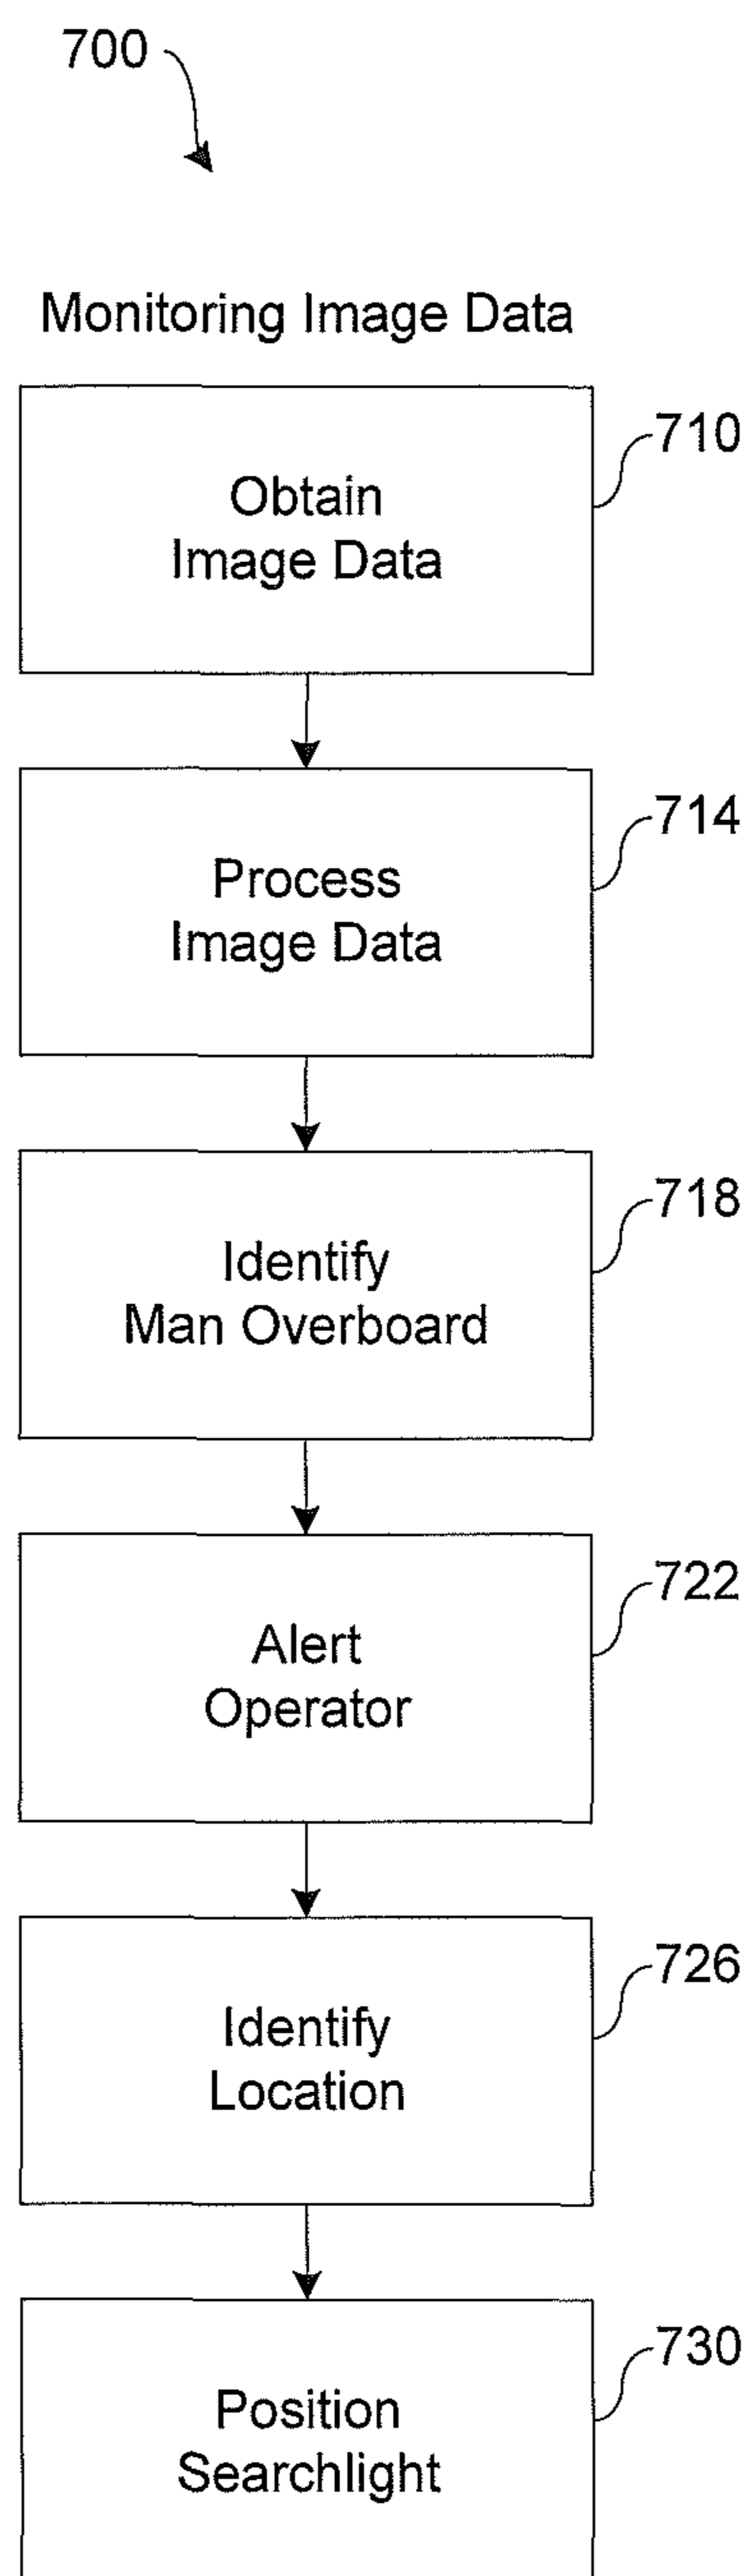 700
Monitoring Image Data
710
Obtain
Image Data
714
Process
Image Data
718
Identify
Man Overboard
722
Alert
Operator
726
Identify
Location
730
Position
Searchlight